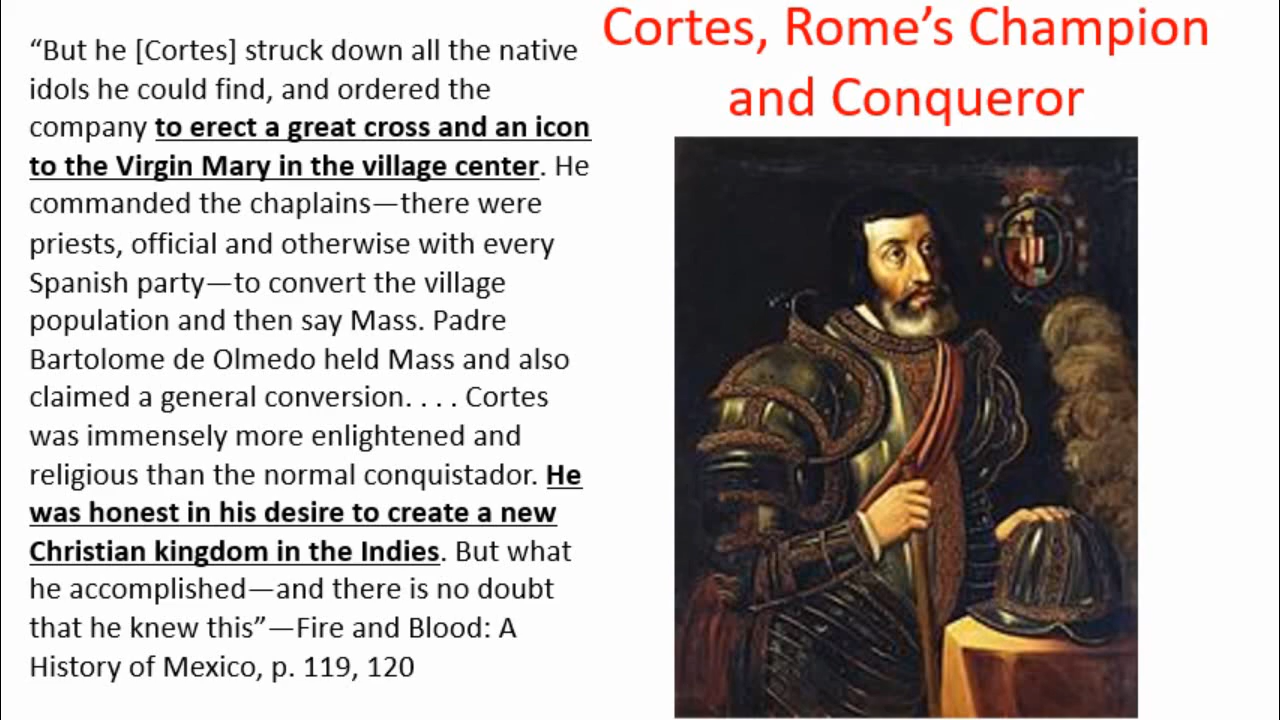 Cortes, Rome’s Champion
and Conqueror
“But he [Cortes] struck down all the native
idols he could find, and ordered the
company to erect a great cross and an icon
to the Virgin Mary in the village center. He
commanded the chaplains—there were
priests, official and otherwise with every
Spanish party—to convert the village
population and then say Mass. Padre
Bartolome de Olmedo held Mass and also
claimed a general conversion. . . . Cortes
was immensely more enlightened and
religious than the normal conquistador. He
was honest in his desire to create a new
Christian kingdom in the Indies. But what
he accomplished—and there is no doubt
that he knew this”—Fire and Blood: A
History of Mexico, p. 119, 120